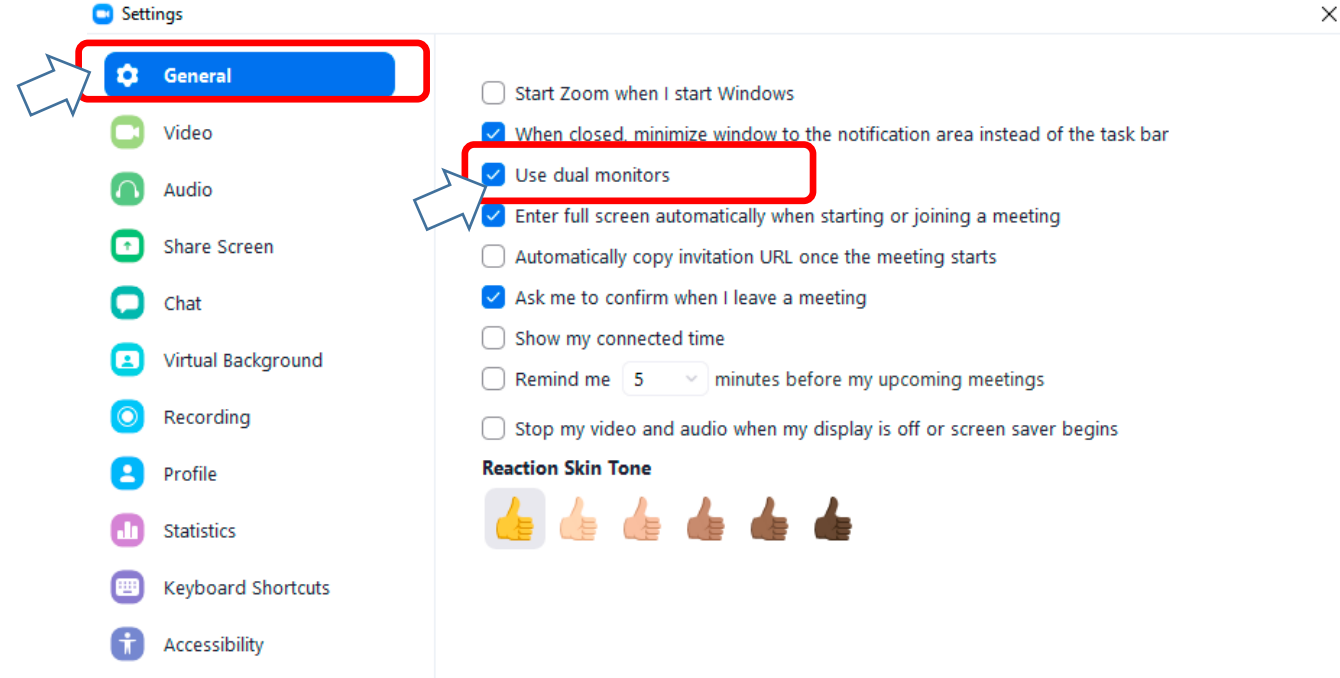 Settings
General
Video
Audio
Share Screen
Chat
Virtual Background
Recording
Profile
Statistics
Keyboard Shortcuts
Accessibility
Start Zoom when I start Windows
When closed, minimize window to the notification area instead of the task bar
Use dual monitors
Enter full screen automatically when starting or joining a meeting
Automatically copy invitation URL once the meeting starts
Ask me to confirm when I leave a meeting
Show my connected time
Remind me 5 minutes before my upcoming meetings
Stop my video and audio when my display is off or screen saver begins
Reaction Skin Tone